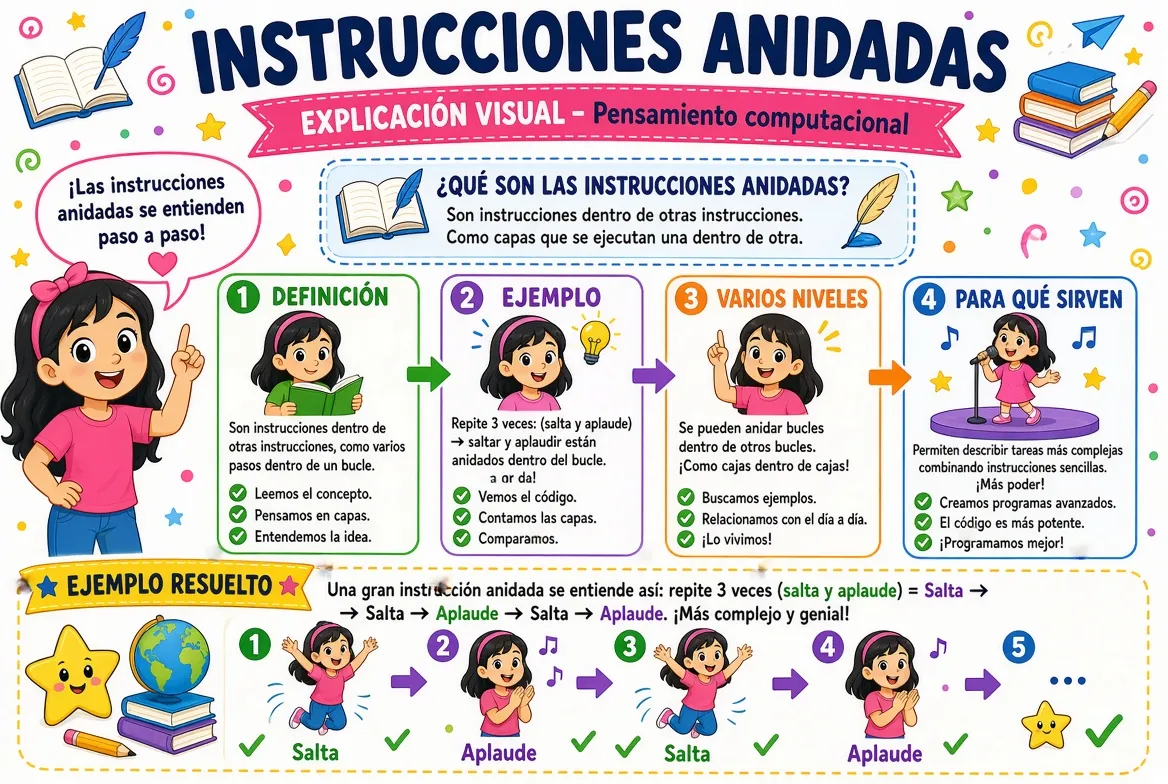 INSTRUCCIONES ANIDADAS
EXPLICACIÓN VISUAL – Pensamiento computacional
¡Las instrucciones
anidadas se entienden
paso a paso!
¿QUÉ SON LAS INSTRUCCIONES ANIDADAS?
Son instrucciones dentro de otras instrucciones.
Como capas que se ejecutan una dentro de otra.
1 DEFINICIÓN
Son instrucciones dentro de
otras instrucciones, como varios
pasos dentro de un bucle.
Leemos el concepto.
Pensamos en capas.
Entendemos la idea.
2 EJEMPLO
Repite 3 veces: (salta y aplaude)
→ saltar y aplaudir están
anidados dentro del bucle.
Vemos el código.
Contamos las capas.
Comparamos.
3 VARIOS NIVELES
Se pueden anidar bucles
dentro de otros bucles.
¡Como cajas dentro de cajas!
Buscamos ejemplos.
Relacionamos con el día a día.
¡Lo vivimos!
4 PARA QUÉ SIRVEN
Permiten describir tareas más complejas
combinando instrucciones sencillas.
¡Más poder!
Creamos programas avanzados.
El código es más potente.
¡Programamos mejor!
EJEMPLO RESUELTO
Una gran instrucción anidada se entiende así: repite 3 veces (salta y aplaude) = Salta →
→ Salta → Aplaude → Salta → Aplaude. ¡Más complejo y genial!
1
Salta
2
Aplaude
3
Salta
4
Aplaude
5
...